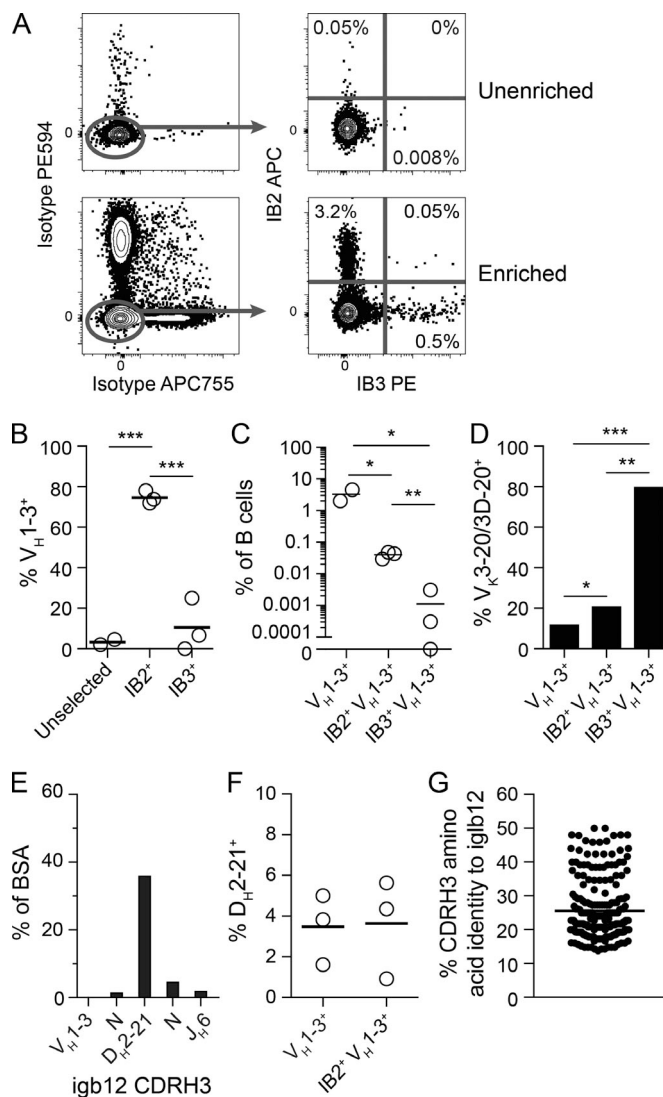 A
0.05%
0%
Unenriched
0.008%
Isotype PE594
0
IB2 APC
0
3.2%
0.05%
Enriched
0.5%
0
0
0
0
Isotype APC755
IB3 PE
B
C
D
% VH1-3+
100
80
60
40
20
0
***
***
Unselected
IB2+
IB3+
% of B cells
100
10
1
0.1
0.01
0.001
0.0001
0
*
*
**
VH1-3+
IB2+ VH1-3+
IB3+ VH1-3+
% VK3-20/3D-20+
100
80
60
40
20
0
***
**
*
VH1-3+
IB2+ VH1-3+
IB3+ VH1-3+
E
F
G
% of BSA
60
40
20
0
VH1-3
N
DH2-21
N
JH6
igb12 CDRH3
% DH2-21+
10
8
6
4
2
0
VH1-3+
IB2+ VH1-3+
% CDRH3 amino
acid identity to iglb12
60
50
40
30
20
10
0